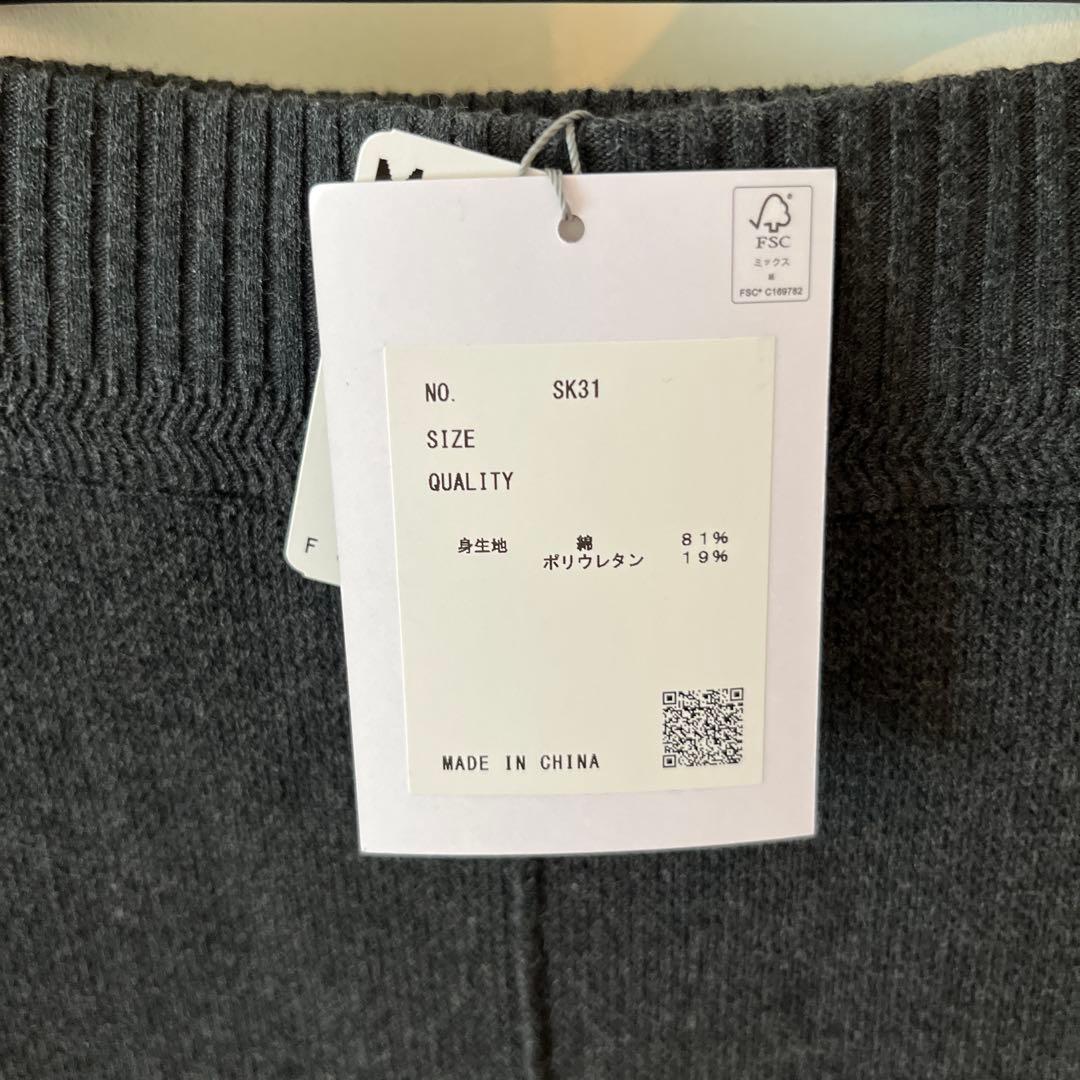 FSC
ミックス
紙
FSC® C169782
NO. SK31
SIZE
QUALITY
身生地 綿 81%
ポリウレタン 19%
MADE IN CHINA
F